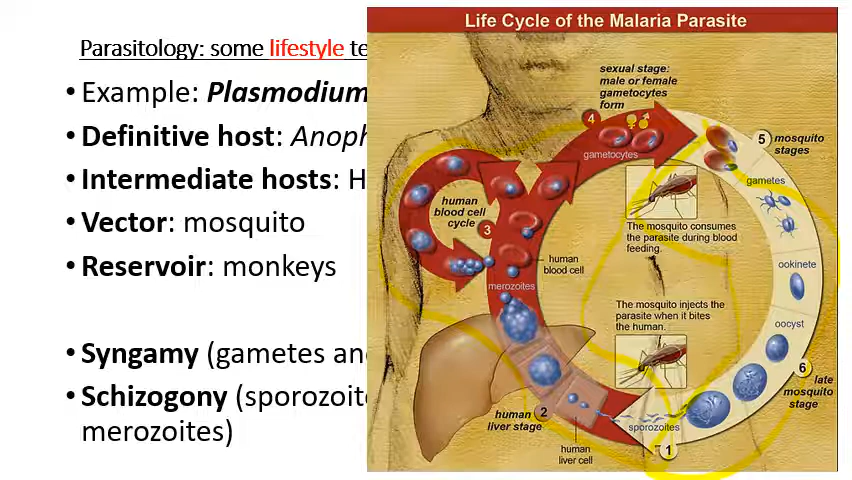 Parasitology: some lifestyle te
• Example: Plasmodium
• Definitive host: Anoph
• Intermediate hosts: H
• Vector: mosquito
• Reservoir: monkeys
• Syngamy (gametes an
• Schizogony (sporozoit
merozoites)
Life Cycle of the Malaria Parasite
sexual stage:
male or female
gametocytes
form
4
gametocytes
5 mosquito
stages
gametes
human
blood cell
cycle
3
The mosquito consumes
the parasite during blood
feeding.
human
blood cell
ookinete
merozoites
The mosquito injects the
parasite when it bites
the human.
oocyst
6 late
mosquito
stage
2
human
liver stage
sporozoites
1
human
liver cell